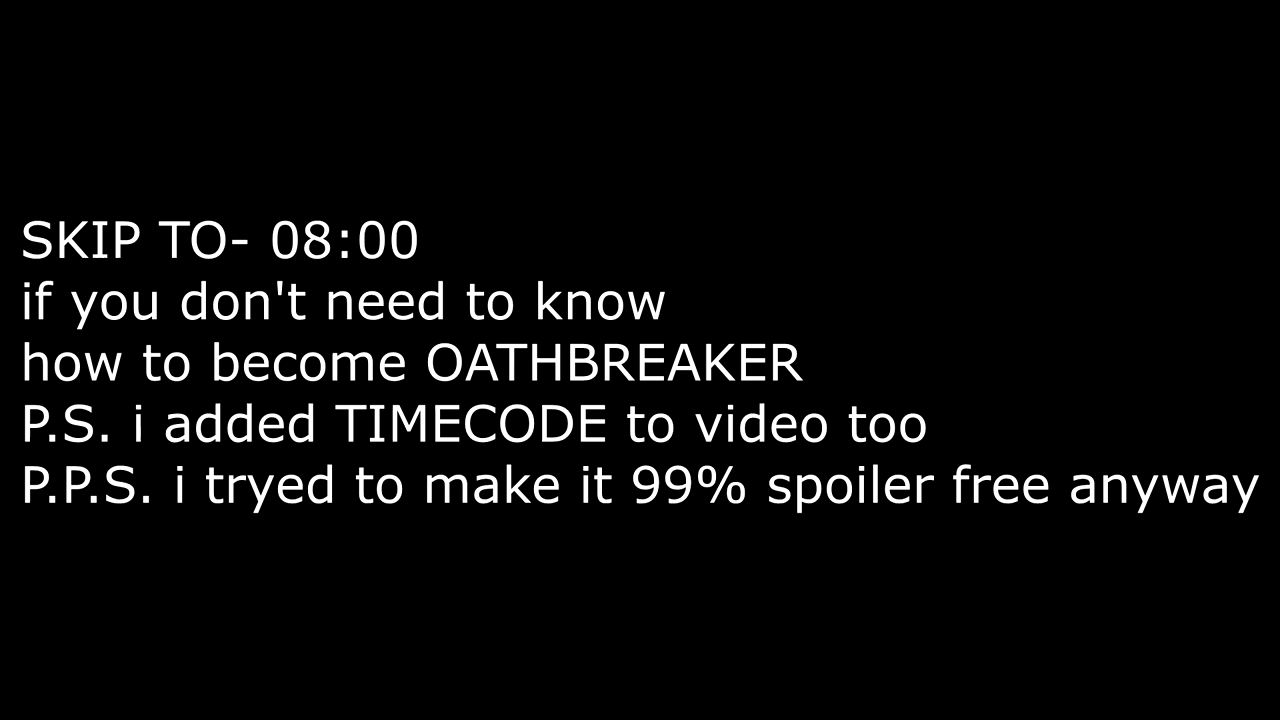 SKIP TO- 08:00
if you don't need to know
how to become OATHBREAKER
P.S. i added TIMECODE to video too
P.P.S. i tryed to make it 99% spoiler free anyway